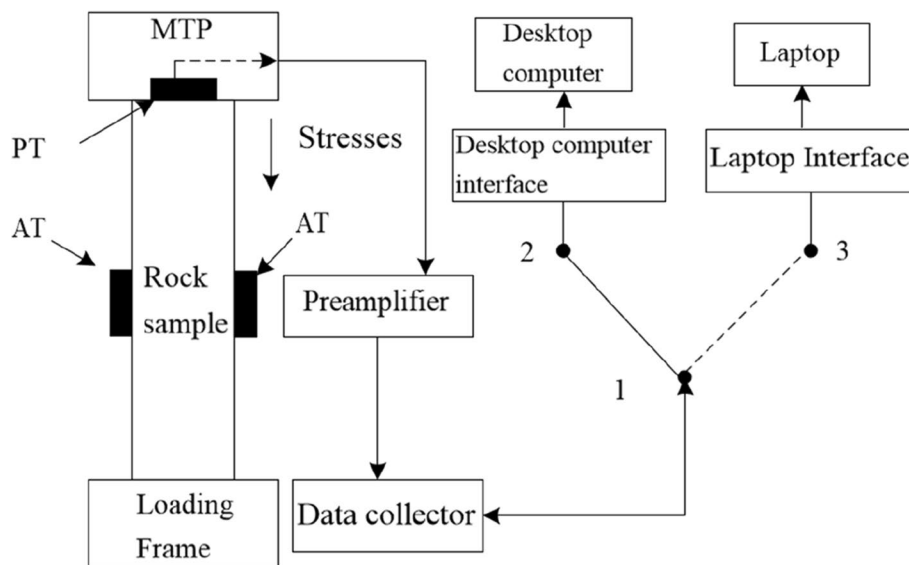 MTP
Desktop
computer
Laptop
PT
Stresses
Desktop computer
interface
Laptop Interface
AT
AT
2
3
Rock
sample
Preamplifier
1
Loading
Frame
Data collector